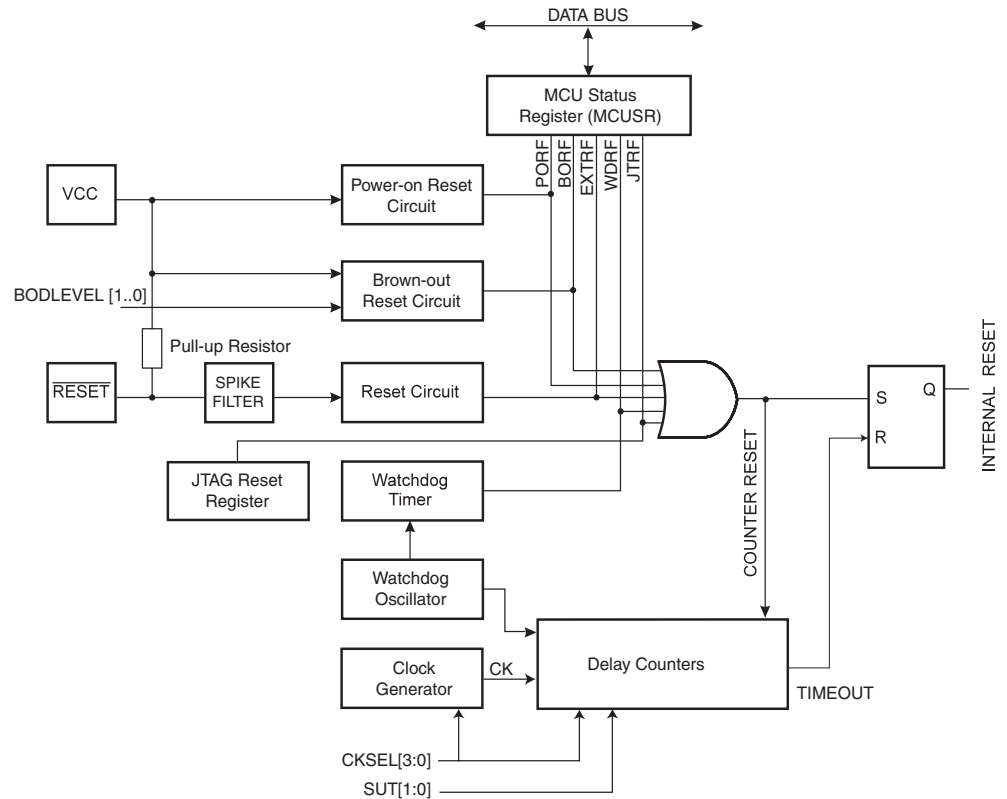 DATA BUS
MCU Status
Register (MCUSR)
PORF
BORF
EXTRF
WDRF
JTRF
VCC
Power-on Reset
Circuit
Brown-out
Reset Circuit
BODLEVEL [1..0]
Pull-up Resistor
RESET
SPIKE
FILTER
Reset Circuit
S
Q
R
INTERNAL RESET
JTAG Reset
Register
Watchdog
Timer
COUNTER RESET
Watchdog
Oscillator
Clock
Generator
CK
Delay Counters
TIMEOUT
CKSEL[3:0]
SUT[1:0]